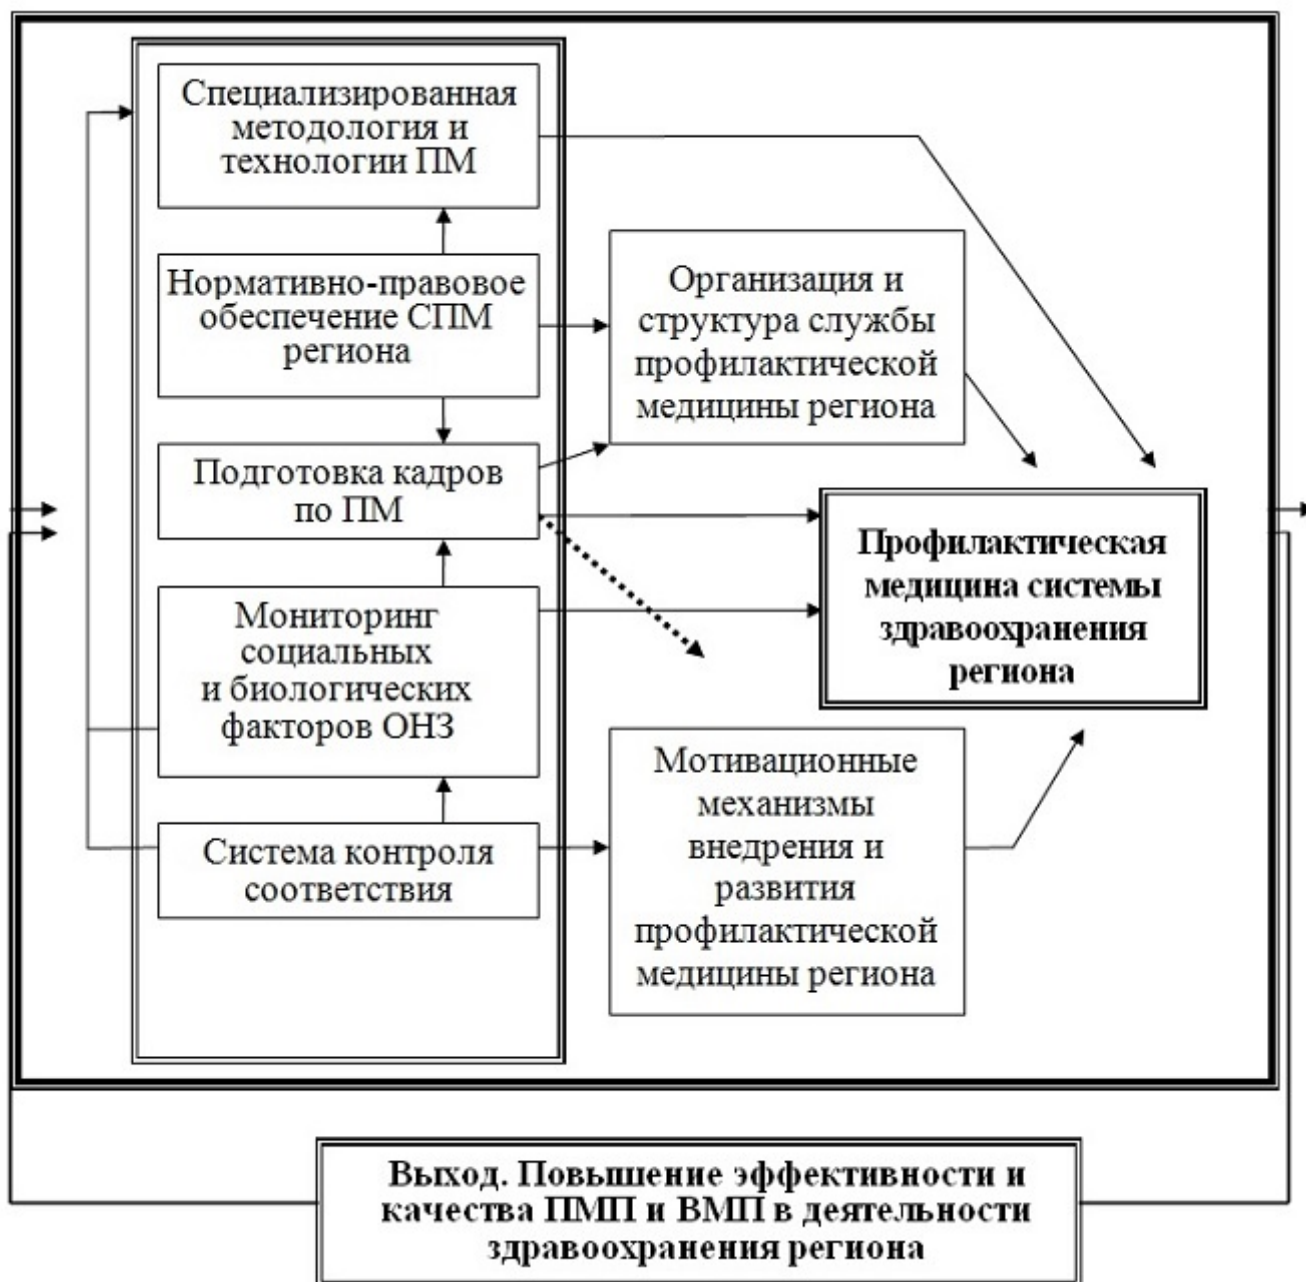 Специализированная
методология и
технологии ПМ
Нормативно-правовое
обеспечение СПМ
региона
Организация и
структура службы
профилактической
медицины региона
Подготовка кадров
по ПМ
Профилактическая
медицина системы
здравоохранения
региона
Мониторинг
социальных
и биологических
факторов ОНЗ
Мотивационные
механизмы
внедрения и
развития
профилактической
медицины региона
Система контроля
соответствия
Выход. Повышение эффективности и
качества ПМП и ВМП в деятельности
здравоохранения региона